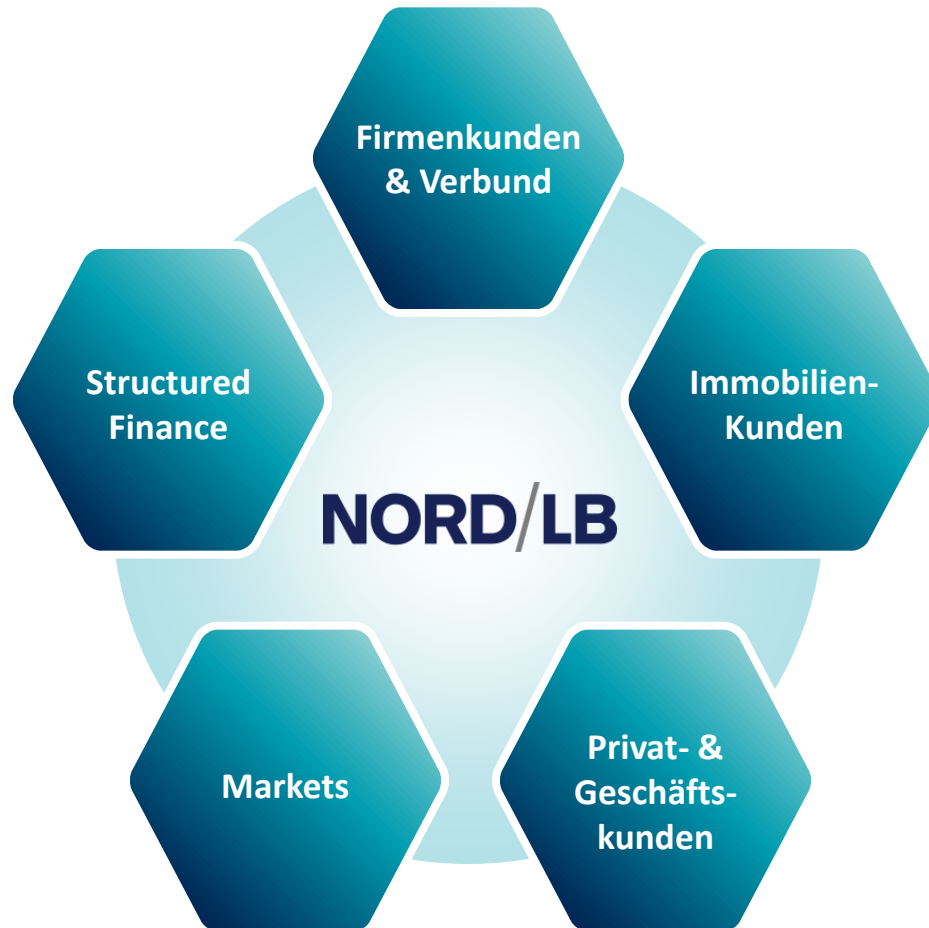 Firmenkunden
& Verbund
Structured
Finance
Immobilien-
Kunden
NORD/LB
Markets
Privat- &
Geschäfts-
kunden